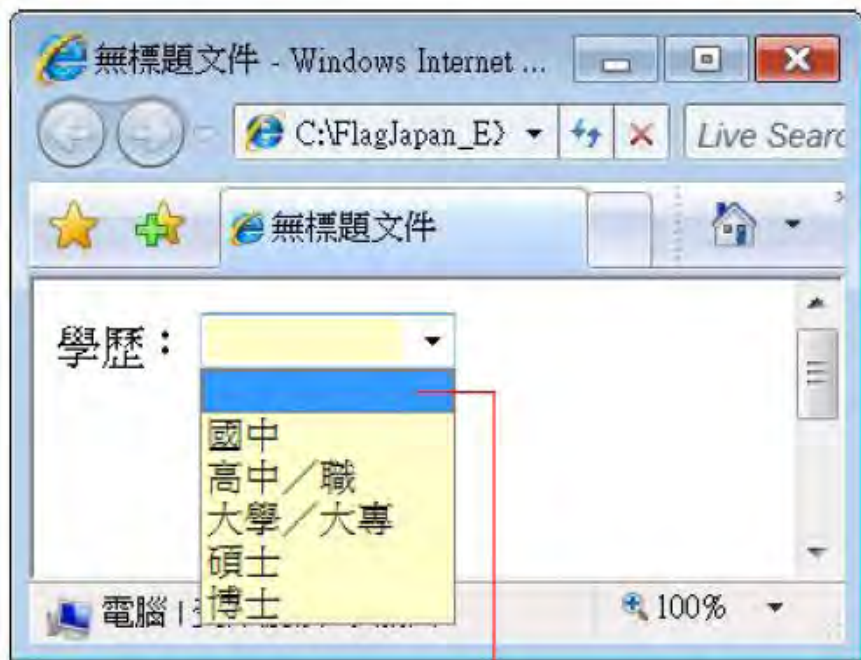 無標題文件 - Windows Internet ...
C:\FlagJapan_E
Live Searc
無標題文件
學歷：
國中
高中／職
大學／大專
碩士
博士
電腦 |
100%